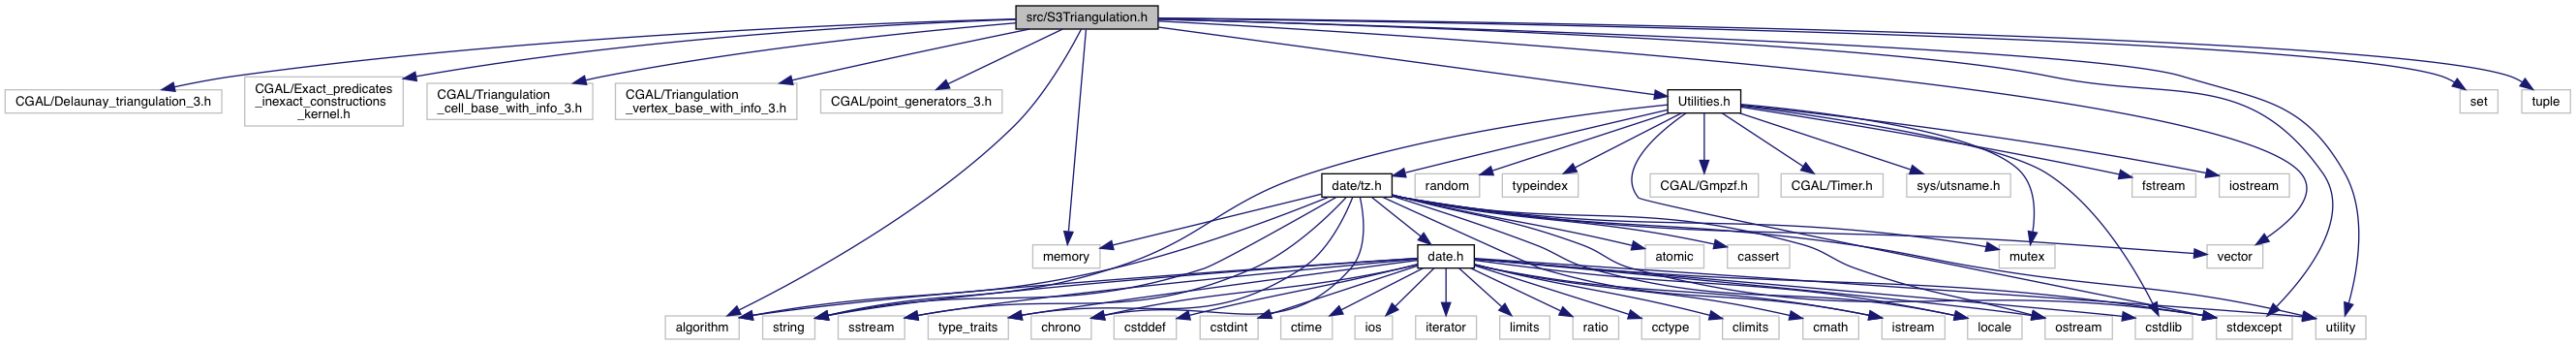 src/S3Triangulation.h
CGAL/Delaunay_triangulation_3.h
CGAL/Exact_predicates
_inexact_constructions
_kernel.h
CGAL/Triangulation
_cell_base_with_info_3.h
CGAL/Triangulation
_vertex_base_with_info_3.h
CGAL/point_generators_3.h
Utilities.h
set
tuple
date/tz.h
random
typeindex
CGAL/Gmpzf.h
CGAL/Timer.h
sys/utsname.h
fstream
iostream
memory
date.h
atomic
cassert
mutex
vector
algorithm
string
sstream
type_traits
chrono
cstddef
cstdint
ctime
ios
iterator
limits
ratio
cctype
climits
cmath
istream
locale
ostream
cstdlib
stdexcept
utility